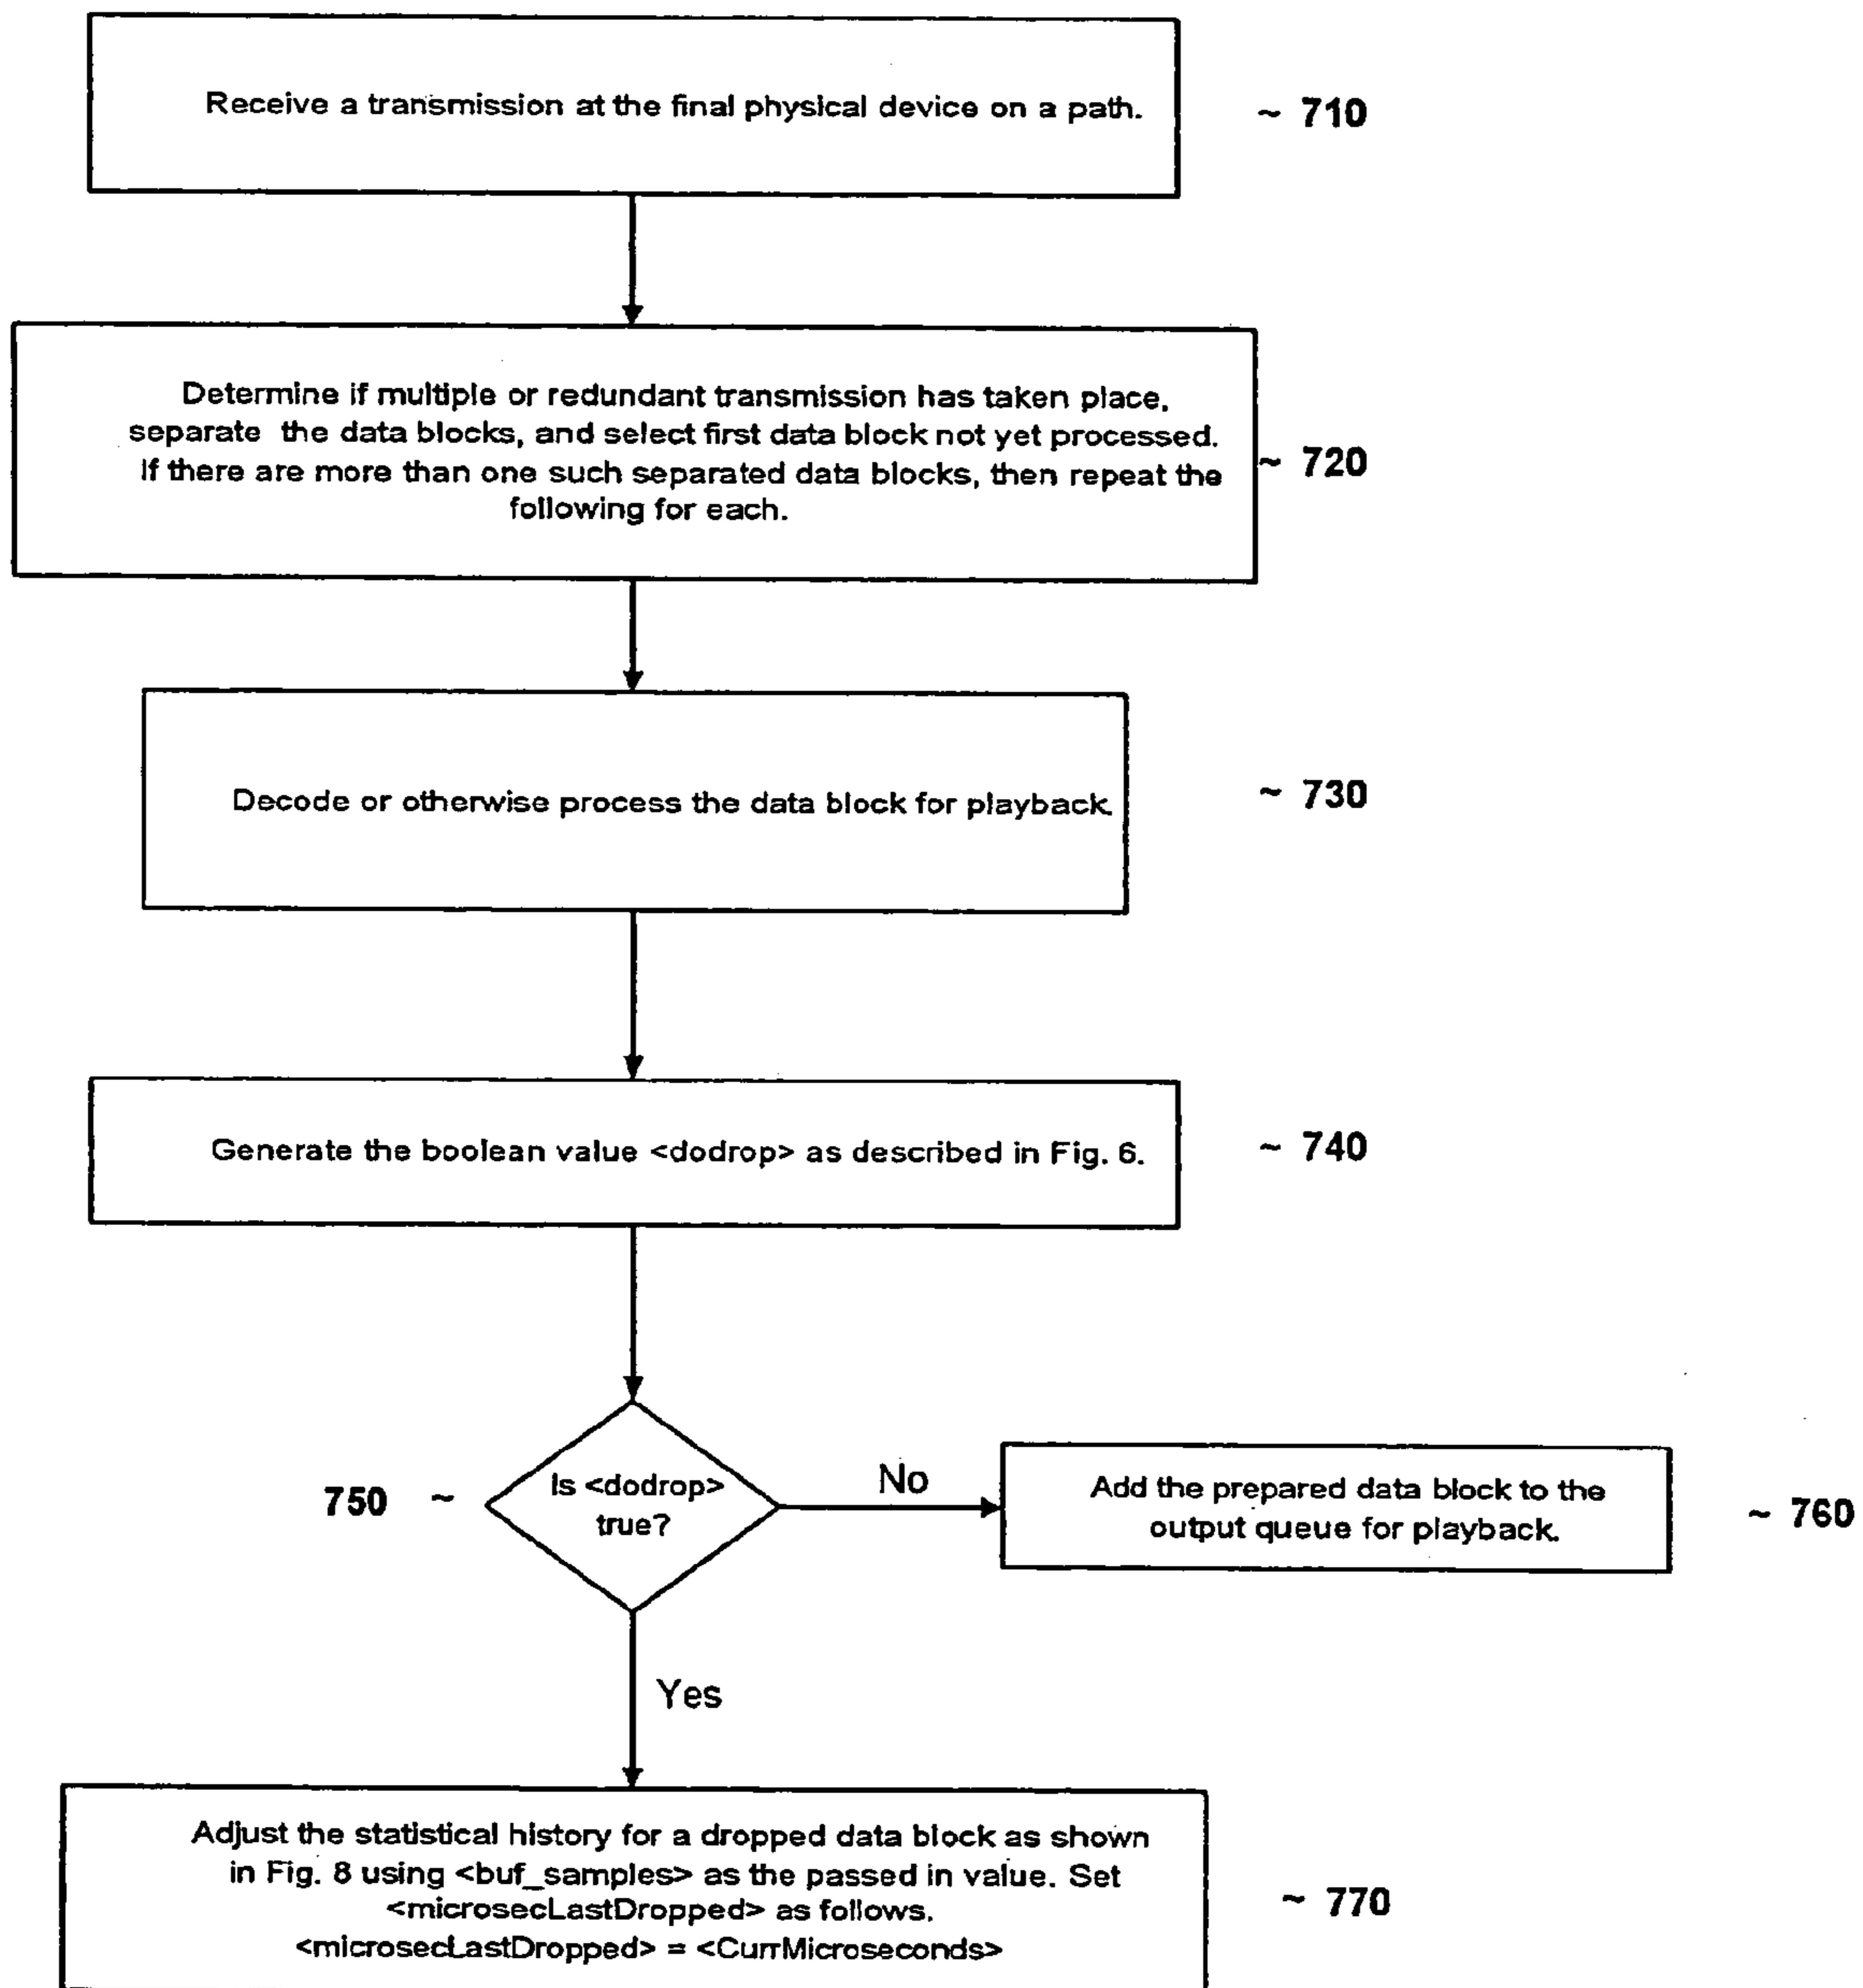 Receive a transmission at the final physical device on a path.
~ 710
Determine if multiple or redundant transmission has taken place,
separate the data blocks, and select first data block not yet processed.
If there are more than one such separated data blocks, then repeat the
following for each.
~ 720
Decode or otherwise process the data block for playback.
~ 730
Generate the boolean value <dodrop> as described in Fig. 6.
~ 740
750 ~
Is <dodrop>
true?
No
Add the prepared data block to the
output queue for playback.
~ 760
Yes
Adjust the statistical history for a dropped data block as shown
in Fig. 8 using <buf_samples> as the passed in value. Set
<microsecLastDropped> as follows.
<microsecLastDropped> = <CurrMicroseconds>
~ 770